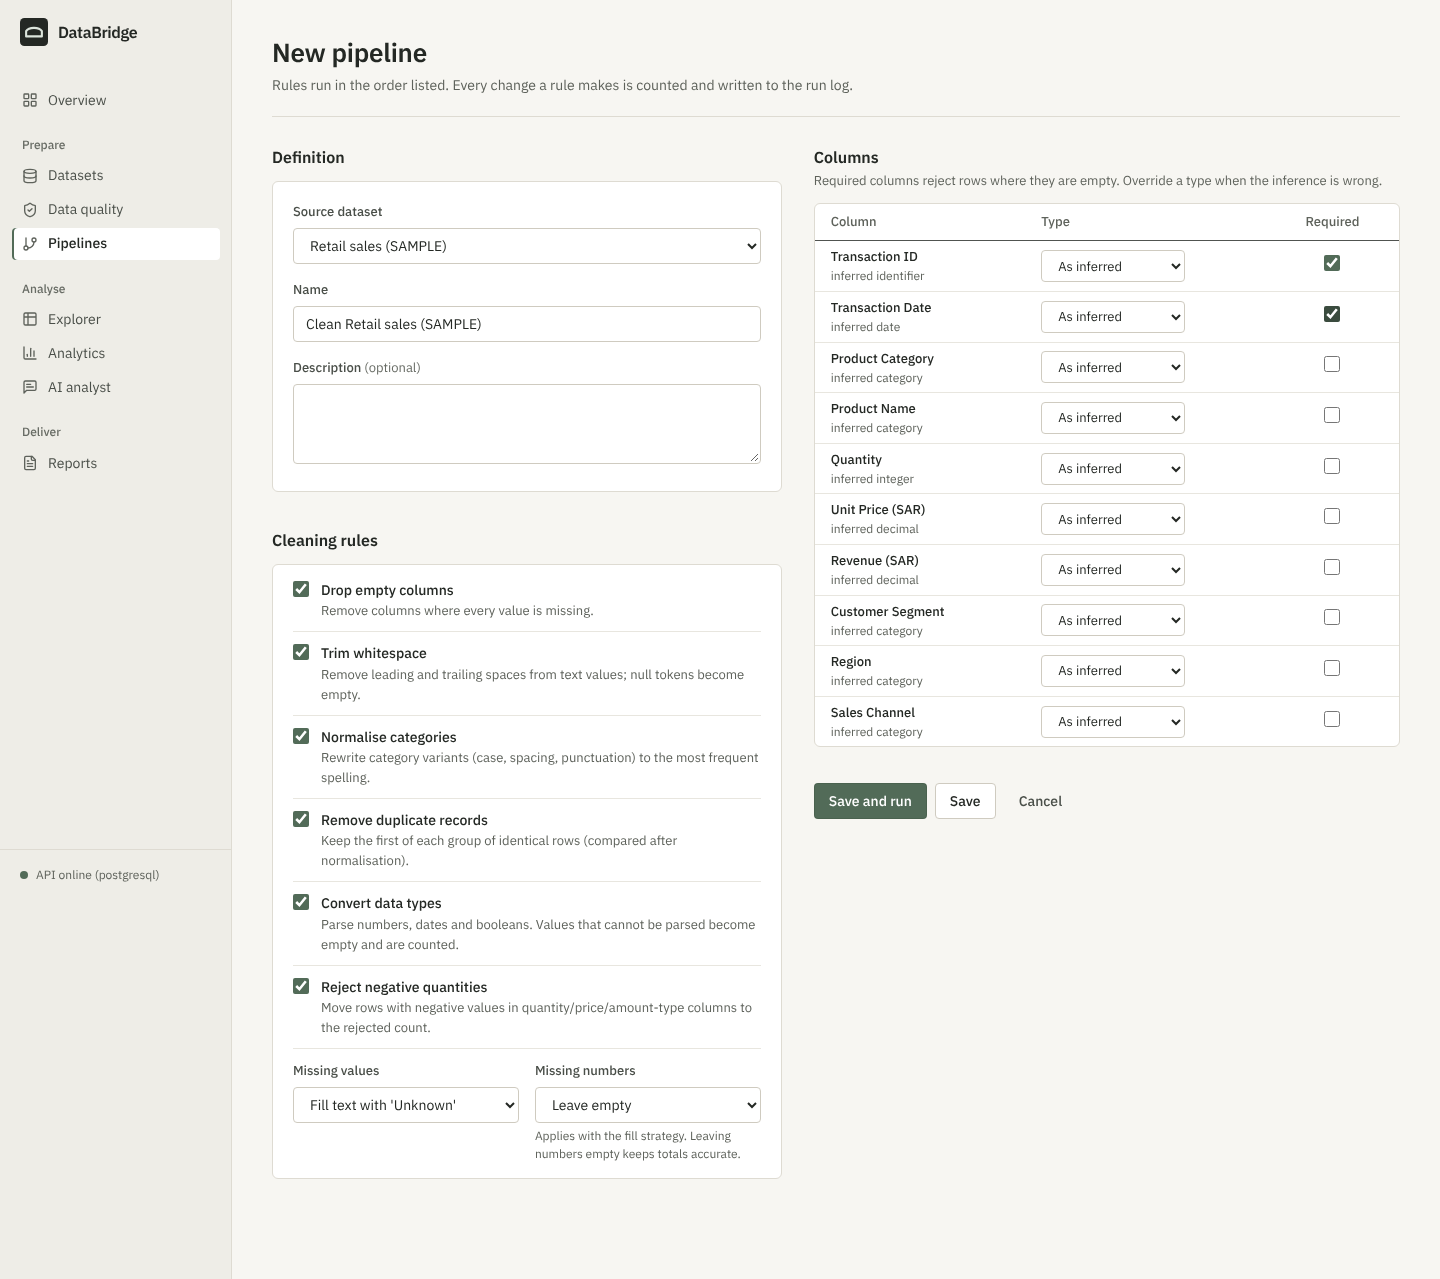 DataBridge
Overview
Prepare
Datasets
Data quality
Pipelines
Analyse
Explorer
Analytics
AI analyst
Deliver
Reports
API online (postgresql)
New pipeline
Rules run in the order listed. Every change a rule makes is counted and written to the run log.
Definition
Source dataset
Retail sales (SAMPLE)
Name
Clean Retail sales (SAMPLE)
Description (optional)
Cleaning rules
Drop empty columns
Remove columns where every value is missing.
Trim whitespace
Remove leading and trailing spaces from text values; null tokens become
empty.
Normalise categories
Rewrite category variants (case, spacing, punctuation) to the most frequent
spelling.
Remove duplicate records
Keep the first of each group of identical rows (compared after
normalisation).
Convert data types
Parse numbers, dates and booleans. Values that cannot be parsed become
empty and are counted.
Reject negative quantities
Move rows with negative values in quantity/price/amount-type columns to
the rejected count.
Missing values
Fill text with 'Unknown'
Missing numbers
Leave empty
Applies with the fill strategy. Leaving
numbers empty keeps totals accurate.
Columns
Required columns reject rows where they are empty. Override a type when the inference is wrong.
Column Type Required
Transaction ID
inferred identifier
As inferred
Transaction Date
inferred date
As inferred
Product Category
inferred category
As inferred
Product Name
inferred category
As inferred
Quantity
inferred integer
As inferred
Unit Price (SAR)
inferred decimal
As inferred
Revenue (SAR)
inferred decimal
As inferred
Customer Segment
inferred category
As inferred
Region
inferred category
As inferred
Sales Channel
inferred category
As inferred
Save and run Save Cancel